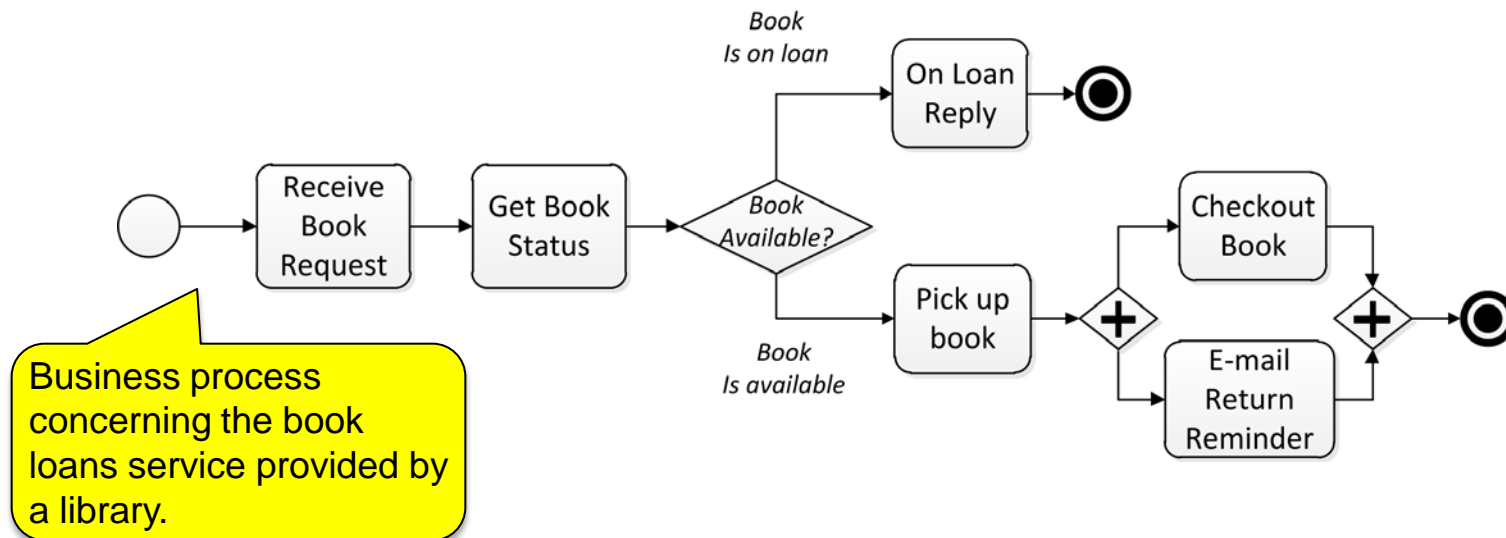 Book
Is on loan
On Loan
Reply
Receive
Book
Request
Get Book
Status
Book
Available?
Checkout
Book
Pick up
book
Book
Is available
E-mail
Return
Reminder
Business process
concerning the book
loans service provided by
a library.